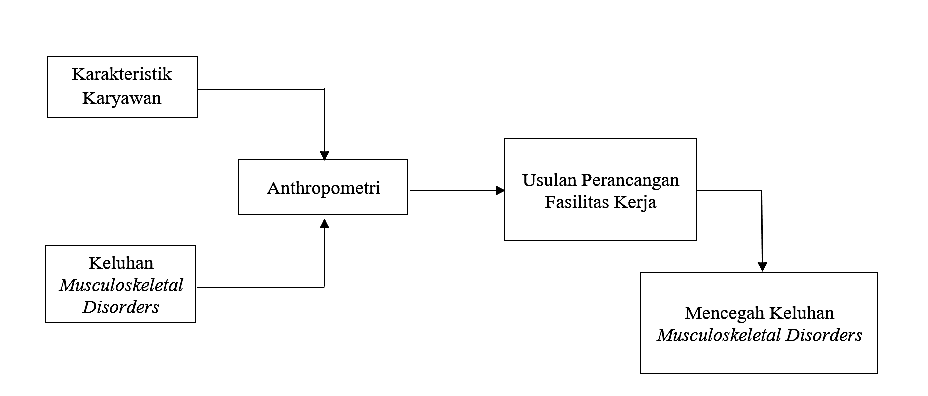 Karakteristik
Karyawan
Anthropometri
Keluhan
Musculoskeletal
Disorders
Usulan Perancangan
Fasilitas Kerja
Mencegah Keluhan
Musculoskeletal Disorders